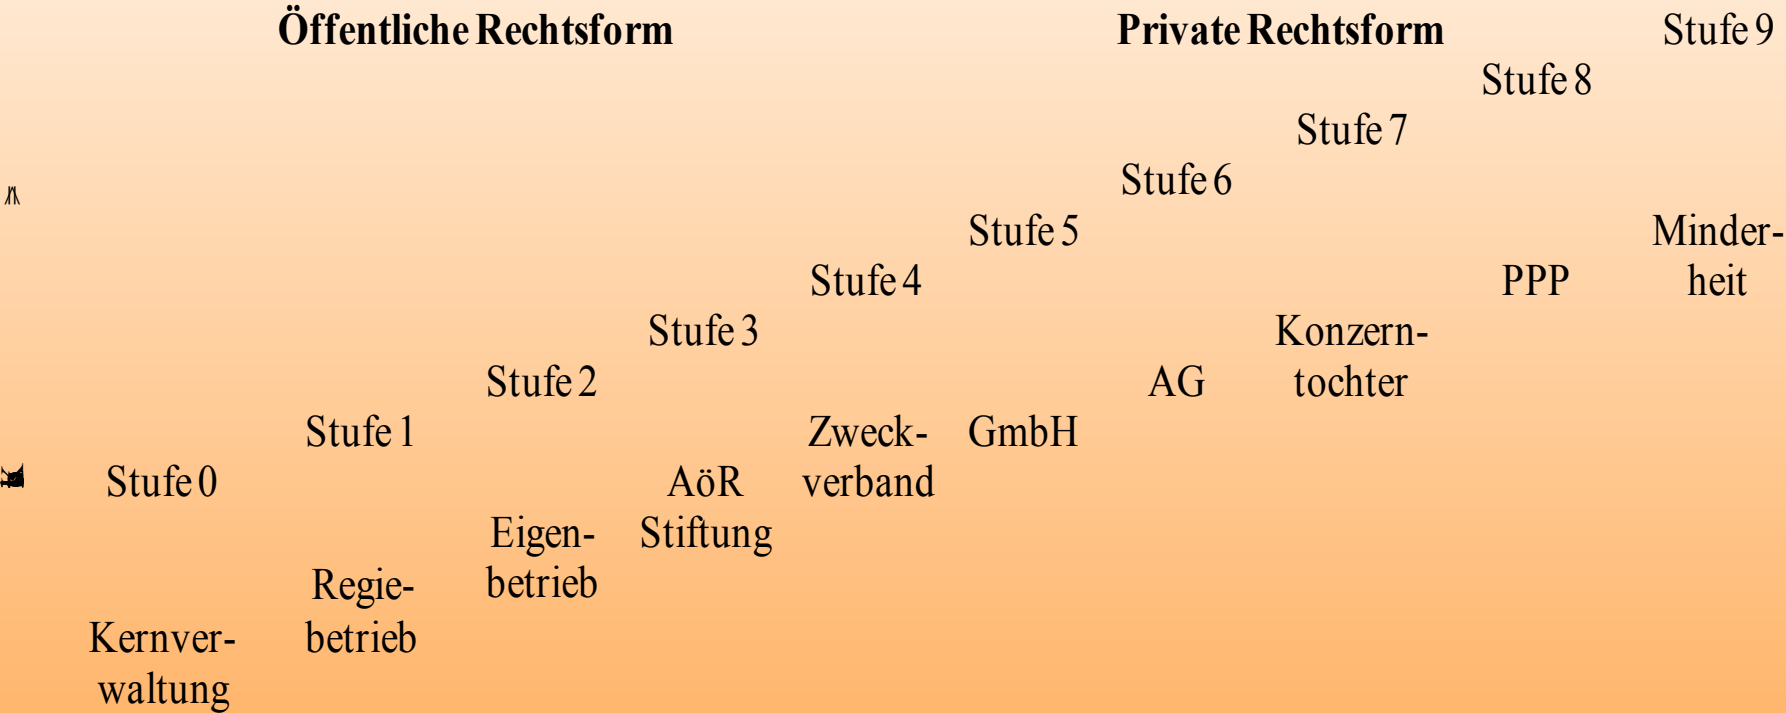 Öffentliche Rechtsform
Private Rechtsform
Stufe 9
Stufe 8
Stufe 7
Stufe 6
Stufe 5
Minder-
heit
Stufe 4
PPP
Stufe 3
Konzern-
tochter
Stufe 2
AG
Stufe 1
Zweck-
verband
GmbH
Stufe 0
AöR
Stiftung
Eigen-
betrieb
Regie-
betrieb
Kernver-
waltung